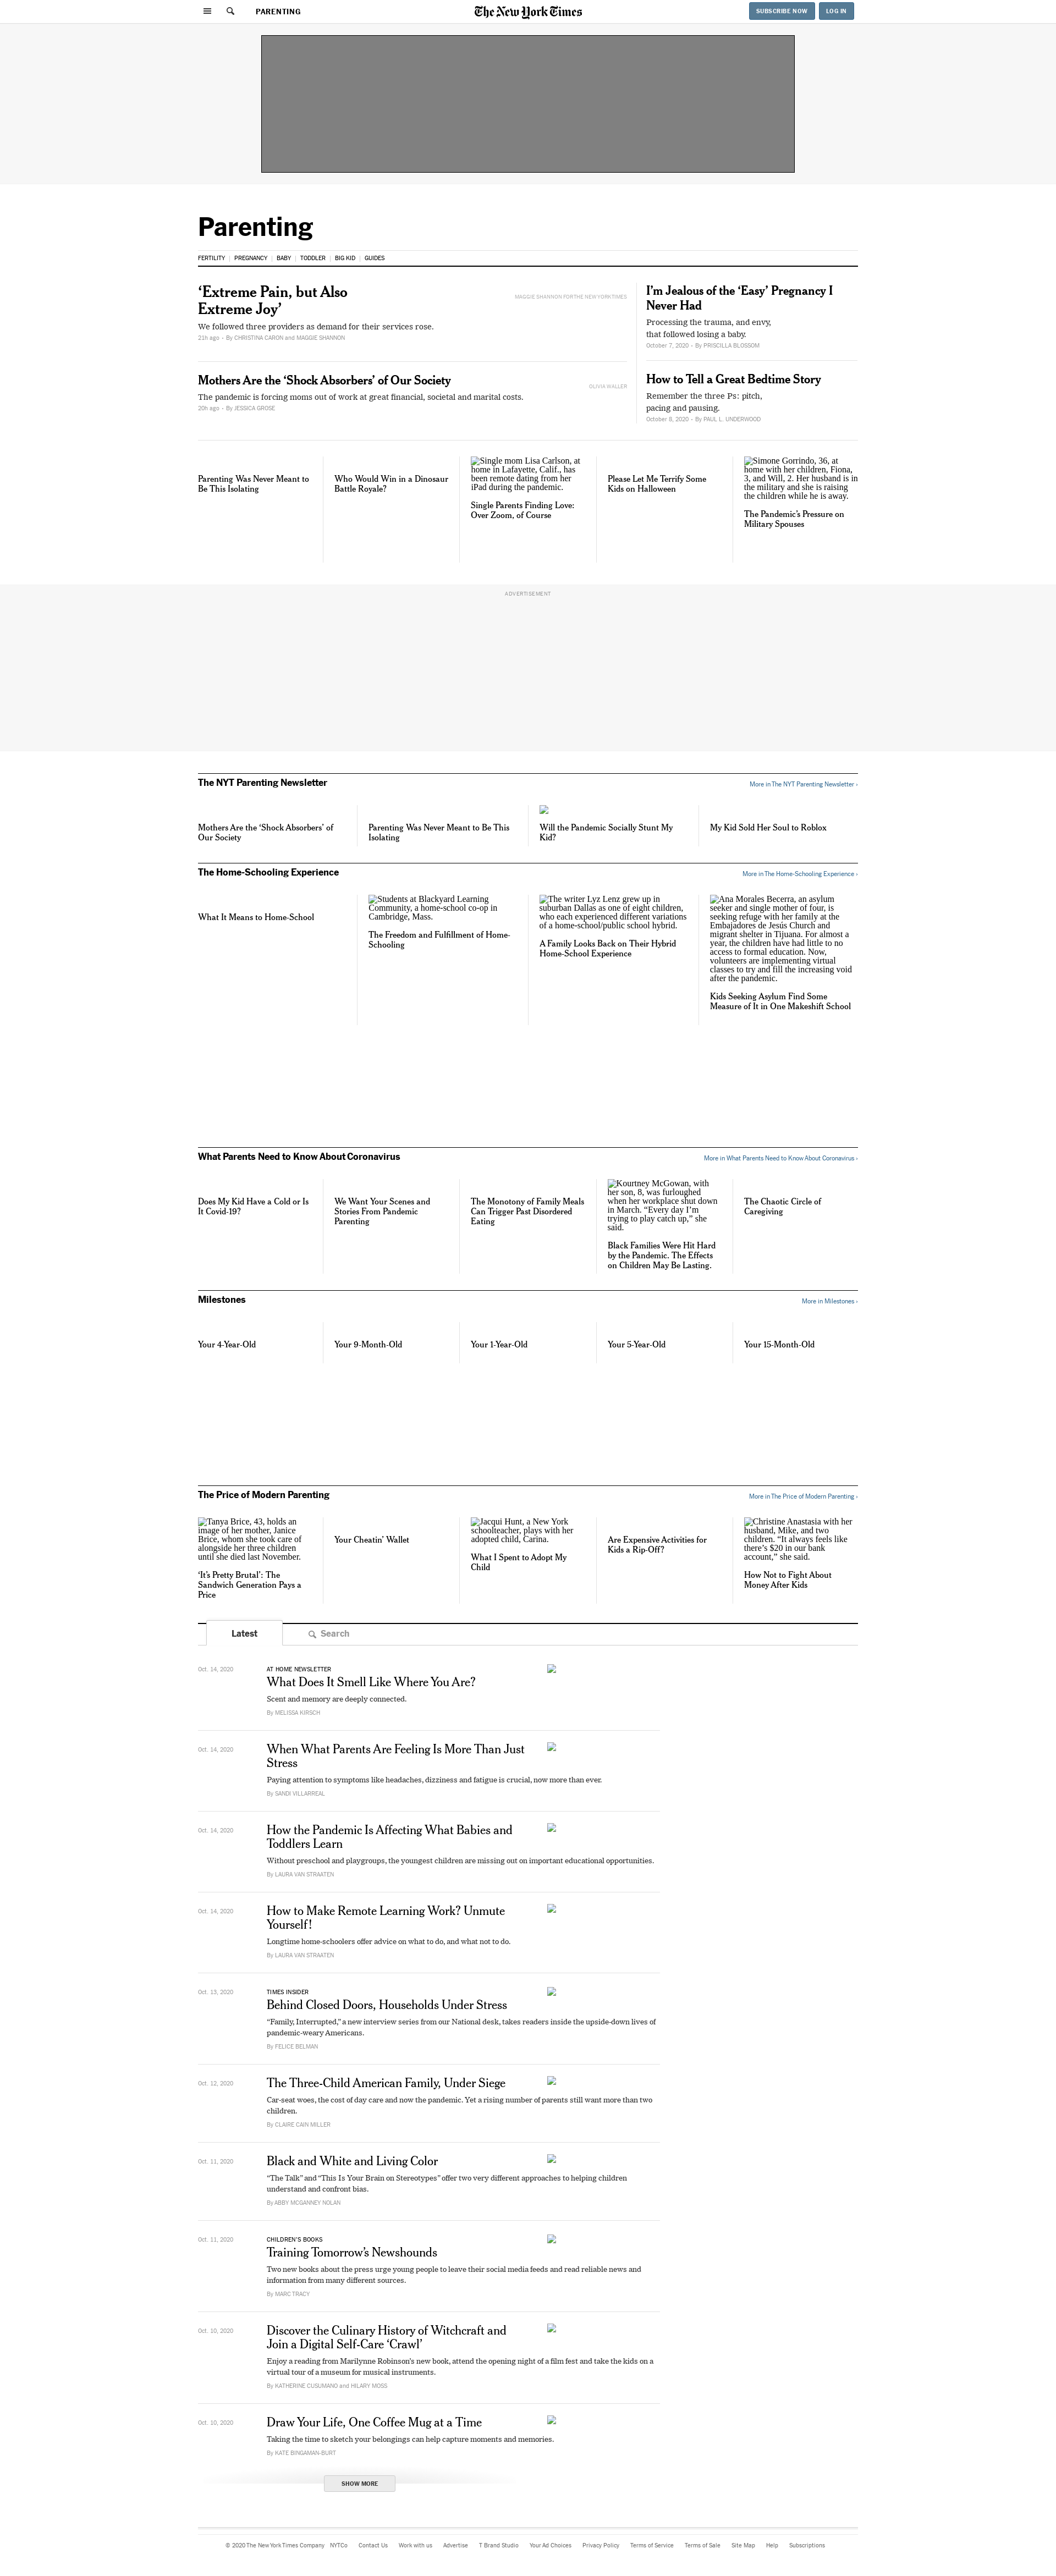 PARENTING
The New York Times
SUBSCRIBE NOW
LOG IN
Parenting
FERTILITY
PREGNANCY
BABY
TODDLER
BIG KID
GUIDES
‘Extreme Pain, but Also
Extreme Joy’
We followed three providers as demand for their services rose.
21h ago • By CHRISTINA CARON and MAGGIE SHANNON
MAGGIE SHANNON FOR THE NEW YORK TIMES
Mothers Are the ‘Shock Absorbers’ of Our Society
The pandemic is forcing moms out of work at great financial, societal and marital costs.
20h ago • By JESSICA GROSE
OLIVIA WALLER
I’m Jealous of the ‘Easy’ Pregnancy I
Never Had
Processing the trauma, and envy,
that followed losing a baby.
October 7, 2020 • By PRISCILLA BLOSSOM
How to Tell a Great Bedtime Story
Remember the three Ps: pitch,
pacing and pausing.
October 8, 2020 • By PAUL L. UNDERWOOD
Parenting Was Never Meant to
Be This Isolating
Who Would Win in a Dinosaur
Battle Royale?
Single mom Lisa Carlson, at
home in Lafayette, Calif., has
been remote dating from her
iPad during the pandemic.
Single Parents Finding Love:
Over Zoom, of Course
Please Let Me Terrify Some
Kids on Halloween
Simone Gorrindo, 36, at
home with her children, Fiona,
3, and Will, 2. Her husband is in
the military and she is raising
the children while he is away.
The Pandemic’s Pressure on
Military Spouses
ADVERTISEMENT
The NYT Parenting Newsletter
More in The NYT Parenting Newsletter ›
Mothers Are the ‘Shock Absorbers’ of
Our Society
Parenting Was Never Meant to Be This
Isolating
Will the Pandemic Socially Stunt My
Kid?
My Kid Sold Her Soul to Roblox
The Home-Schooling Experience
More in The Home-Schooling Experience ›
What It Means to Home-School
Students at Blackyard Learning
Community, a home-school co-op in
Cambridge, Mass.
The Freedom and Fulfillment of Home-
Schooling
The writer Lyz Lenz grew up in
suburban Dallas as one of eight children,
who each experienced different variations
of a home-school/public school hybrid.
A Family Looks Back on Their Hybrid
Home-School Experience
Ana Morales Becerra, an asylum
seeker and single mother of four, is
seeking refuge with her family at the
Embajadores de Jesús Church and
migrant shelter in Tijuana. For almost a
year, the children have had little to no
access to formal education. Now,
volunteers are implementing virtual
classes to try and fill the increasing void
after the pandemic.
Kids Seeking Asylum Find Some
Measure of It in One Makeshift School
What Parents Need to Know About Coronavirus
More in What Parents Need to Know About Coronavirus ›
Does My Kid Have a Cold or Is
It Covid-19?
We Want Your Scenes and
Stories From Pandemic
Parenting
The Monotony of Family Meals
Can Trigger Past Disordered
Eating
Kourtney McGowan, with
her son, 8, was furloughed
when her workplace shut down
in March. “Every day I’m
trying to play catch up,” she
said.
Black Families Were Hit Hard
by the Pandemic. The Effects
on Children May Be Lasting.
The Chaotic Circle of
Caregiving
Milestones
More in Milestones ›
Your 4-Year-Old
Your 9-Month-Old
Your 1-Year-Old
Your 5-Year-Old
Your 15-Month-Old
The Price of Modern Parenting
More in The Price of Modern Parenting ›
Tanya Brice, 43, holds an
image of her mother, Janice
Brice, whom she took care of
alongside her three children
until she died last November.
‘It’s Pretty Brutal’: The
Sandwich Generation Pays a
Price
Your Cheatin’ Wallet
Jacqui Hunt, a New York
schoolteacher, plays with her
adopted child, Carina.
What I Spent to Adopt My
Child
Are Expensive Activities for
Kids a Rip-Off?
Christine Anastasia with her
husband, Mike, and two
children. “It always feels like
there’s $20 in our bank
account,” she said.
How Not to Fight About
Money After Kids
Latest
Search
Oct. 14, 2020
AT HOME NEWSLETTER
What Does It Smell Like Where You Are?
Scent and memory are deeply connected.
By MELISSA KIRSCH
Oct. 14, 2020
When What Parents Are Feeling Is More Than Just
Stress
Paying attention to symptoms like headaches, dizziness and fatigue is crucial, now more than ever.
By SANDI VILLARREAL
Oct. 14, 2020
How the Pandemic Is Affecting What Babies and
Toddlers Learn
Without preschool and playgroups, the youngest children are missing out on important educational opportunities.
By LAURA VAN STRAATEN
Oct. 14, 2020
How to Make Remote Learning Work? Unmute
Yourself!
Longtime home-schoolers offer advice on what to do, and what not to do.
By LAURA VAN STRAATEN
Oct. 13, 2020
TIMES INSIDER
Behind Closed Doors, Households Under Stress
“Family, Interrupted,” a new interview series from our National desk, takes readers inside the upside-down lives of
pandemic-weary Americans.
By FELICE BELMAN
Oct. 12, 2020
The Three-Child American Family, Under Siege
Car-seat woes, the cost of day care and now the pandemic. Yet a rising number of parents still want more than two
children.
By CLAIRE CAIN MILLER
Oct. 11, 2020
Black and White and Living Color
“The Talk” and “This Is Your Brain on Stereotypes” offer two very different approaches to helping children
understand and confront bias.
By ABBY MCGANNEY NOLAN
Oct. 11, 2020
CHILDREN’S BOOKS
Training Tomorrow’s Newshounds
Two new books about the press urge young people to leave their social media feeds and read reliable news and
information from many different sources.
By MARC TRACY
Oct. 10, 2020
Discover the Culinary History of Witchcraft and
Join a Digital Self-Care ‘Crawl’
Enjoy a reading from Marilynne Robinson’s new book, attend the opening night of a film fest and take the kids on a
virtual tour of a museum for musical instruments.
By KATHERINE CUSUMANO and HILARY MOSS
Oct. 10, 2020
Draw Your Life, One Coffee Mug at a Time
Taking the time to sketch your belongings can help capture moments and memories.
By KATE BINGAMAN-BURT
SHOW MORE
© 2020 The New York Times Company
NYTCo
Contact Us
Work with us
Advertise
T Brand Studio
Your Ad Choices
Privacy Policy
Terms of Service
Terms of Sale
Site Map
Help
Subscriptions